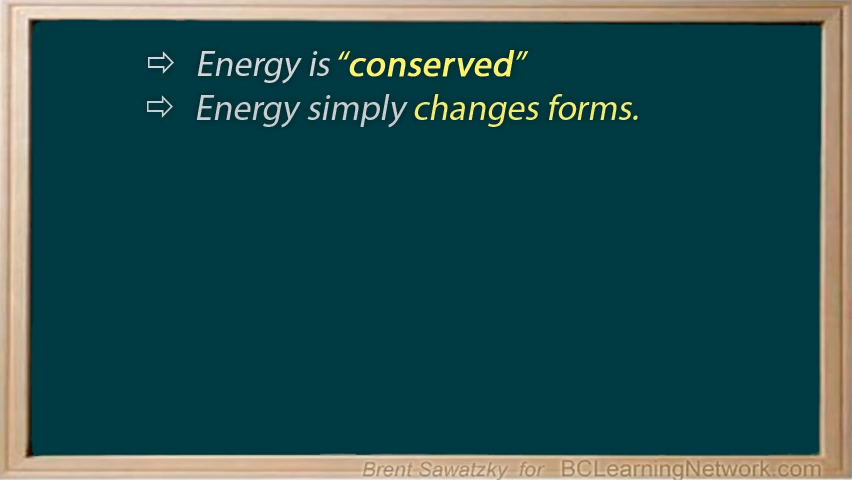 ⇨ Energy is “conserved”
⇨ Energy simply changes forms.
Brent Sawatzky for BCLearningNetwork.com